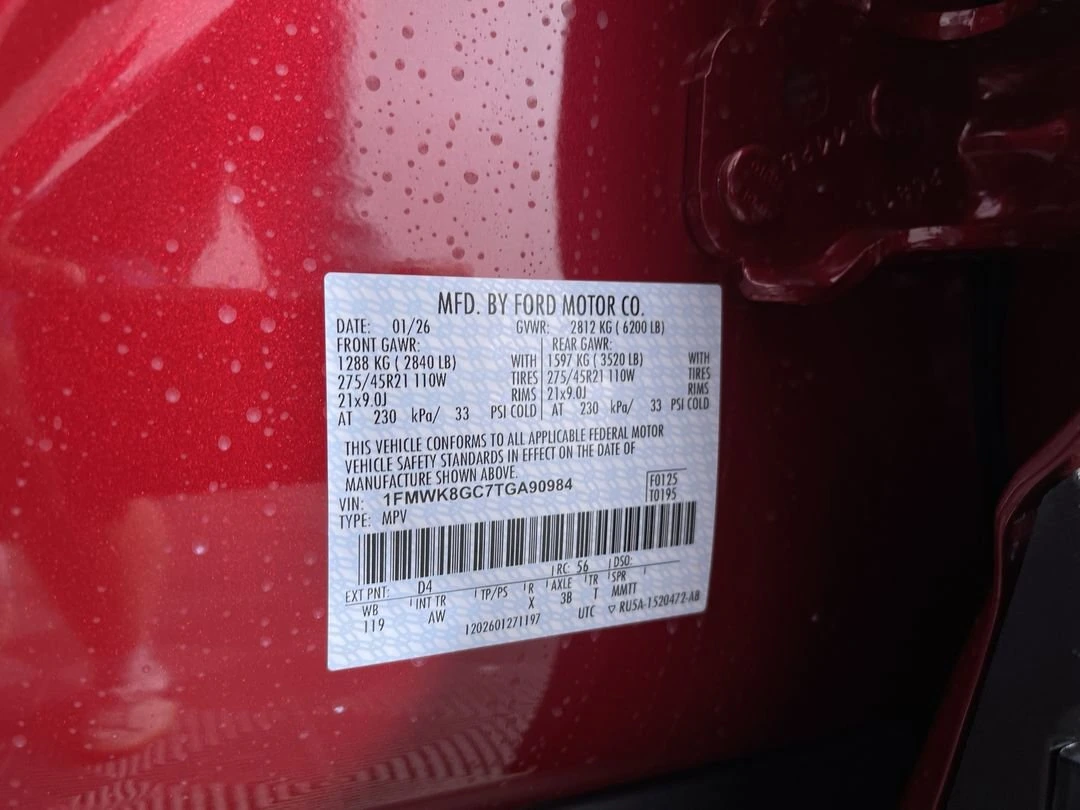 MFD. BY FORD MOTOR CO.
DATE: 01/26 GVWR: 2812 KG ( 6200 LB)
FRONT GAWR: REAR GAWR:
1288 KG ( 2840 LB) WITH 1597 KG ( 3520 LB) WITH
275/45R21 110W TIRES 275/45R21 110W TIRES
21x9.0J RIMS 21x9.0J RIMS
AT 230 kPa/ 33 PSI COLD AT 230 kPa/ 33 PSI COLD
THIS VEHICLE CONFORMS TO ALL APPLICABLE FEDERAL MOTOR
VEHICLE SAFETY STANDARDS IN EFFECT ON THE DATE OF
MANUFACTURE SHOWN ABOVE.
VIN: 1FMWK8GC7TGA90984 F0125
TYPE: MPV T0195
RC: 56 DSO:
EXT PNT: D4
WB INT TR TP/PS R AXLE TR SPR
119 AW X 3B T MMTT
1202601271197 UTC ▽ RU5A-1520472-AB